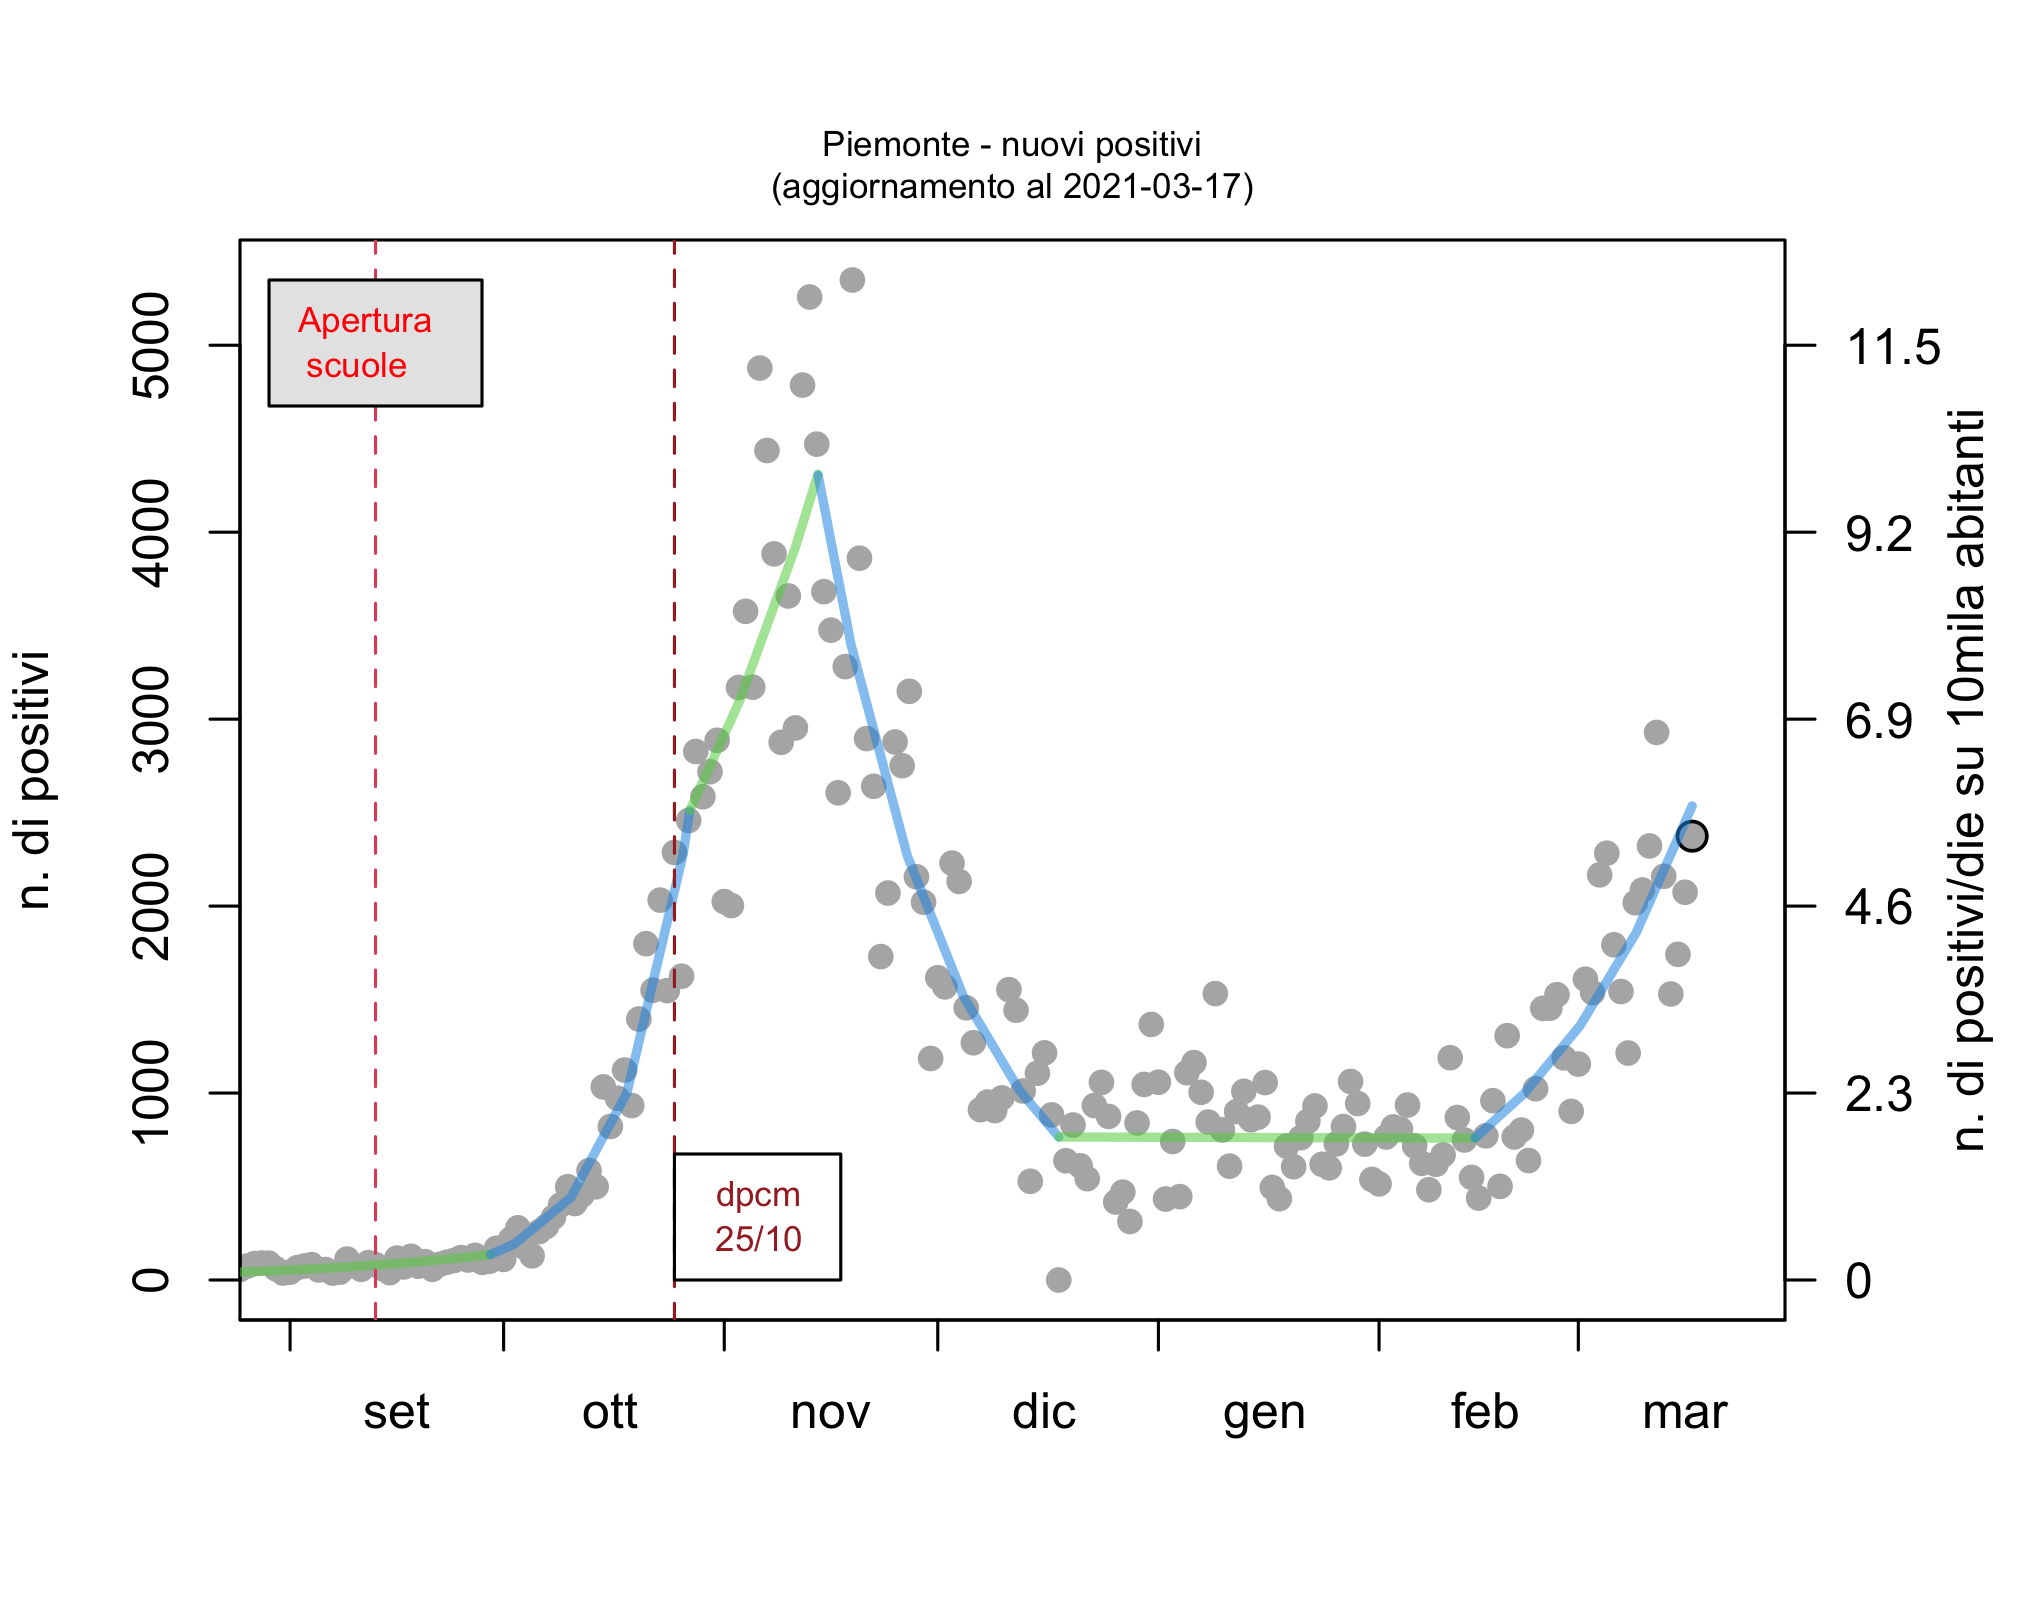 Piemonte - nuovi positivi
(aggiornamento al 2021-03-17)
Apertura
scuole
dpcm
25/10
n. di positivi
5000
4000
3000
2000
1000
0
11.5
9.2
6.9
4.6
2.3
0
n. di positivi/die su 10mila abitanti
set ott nov dic gen feb mar